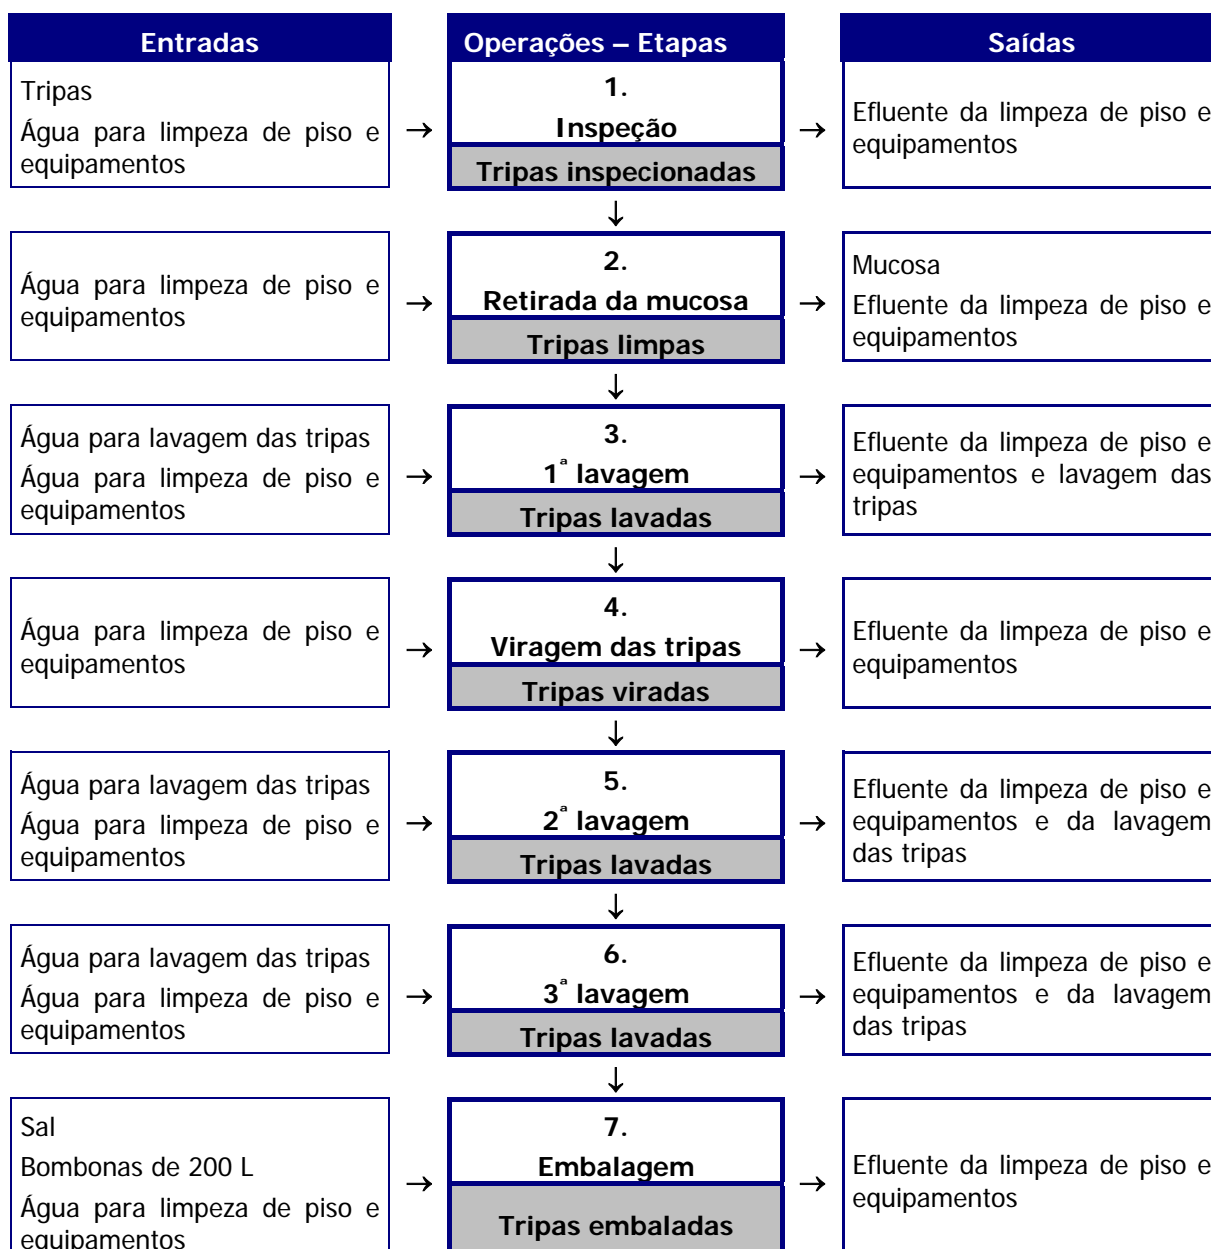 Entradas
Operações – Etapas
Saídas
Tripas
Água para limpeza de piso e
equipamentos
→
1.
Inspeção
Tripas inspecionadas
→
Efluente da limpeza de piso e
equipamentos
↓
Água para limpeza de piso e
equipamentos
→
2.
Retirada da mucosa
Tripas limpas
→
Mucosa
Efluente da limpeza de piso e
equipamentos
↓
Água para lavagem das tripas
Água para limpeza de piso e
equipamentos
→
3.
1ª lavagem
Tripas lavadas
→
Efluente da limpeza de piso e
equipamentos e lavagem das
tripas
↓
Água para limpeza de piso e
equipamentos
→
4.
Viragem das tripas
Tripas viradas
→
Efluente da limpeza de piso e
equipamentos
↓
Água para lavagem das tripas
Água para limpeza de piso e
equipamentos
→
5.
2ª lavagem
Tripas lavadas
→
Efluente da limpeza de piso e
equipamentos e da lavagem
das tripas
↓
Água para lavagem das tripas
Água para limpeza de piso e
equipamentos
→
6.
3ª lavagem
Tripas lavadas
→
Efluente da limpeza de piso e
equipamentos e da lavagem
das tripas
↓
Sal
Bombonas de 200 L
Água para limpeza de piso e
equipamentos
→
7.
Embalagem
Tripas embaladas
→
Efluente da limpeza de piso e
equipamentos